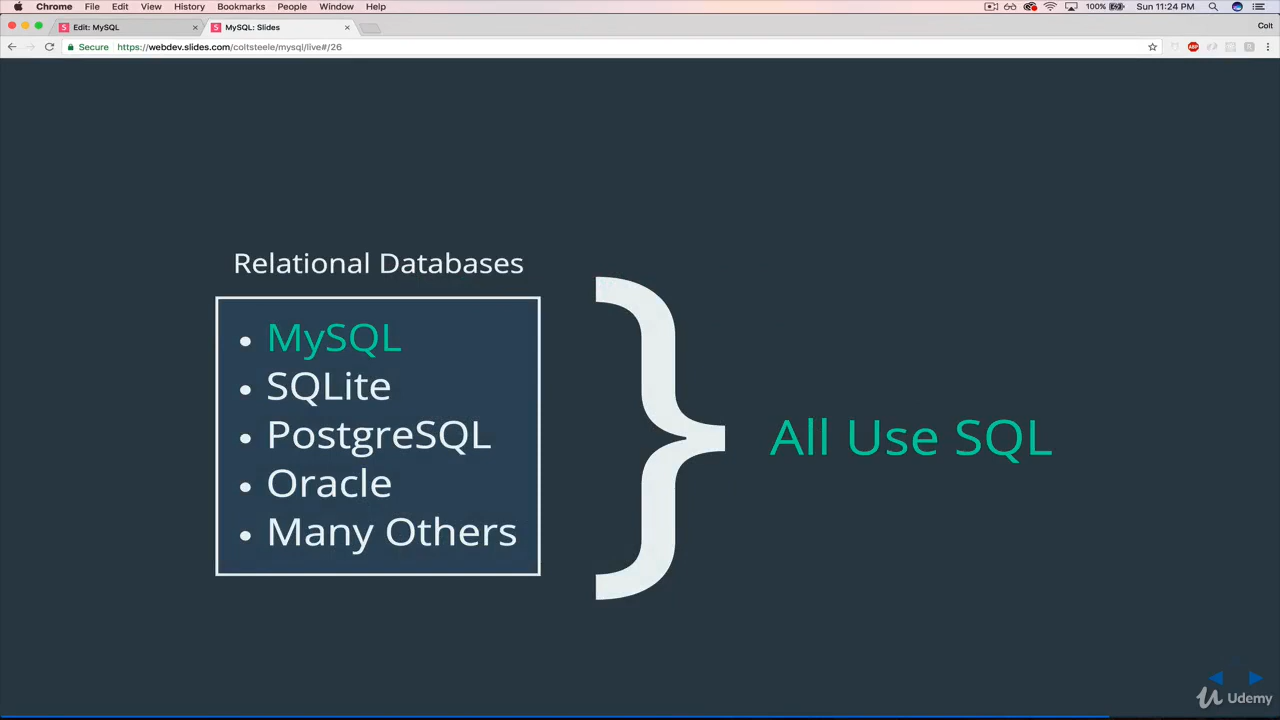 Chrome File Edit View History Bookmarks People Window Help 100% Sun 11:24 PM
Edit: MySQL MySQL: Slides Colt
Secure https://webdev.slides.com/coltsteele/mysql/live#/26 ABP
Relational Databases
• MySQL
• SQLite
• PostgreSQL
• Oracle
• Many Others
} All Use SQL
Udemy